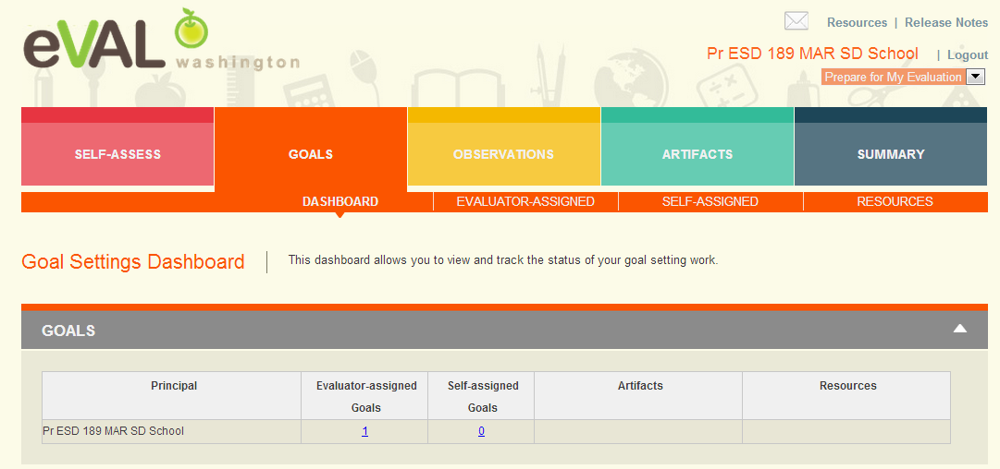 eVAL
washington
Resources | Release Notes
Pr ESD 189 MAR SD School | Logout
Prepare for My Evaluation
SELF-ASSESS GOALS OBSERVATIONS ARTIFACTS SUMMARY
DASHBOARD EVALUATOR-ASSIGNED SELF-ASSIGNED RESOURCES
Goal Settings Dashboard This dashboard allows you to view and track the status of your goal setting work.
GOALS
Principal Evaluator-assigned Goals Self-assigned Goals Artifacts Resources
Pr ESD 189 MAR SD School 1 0